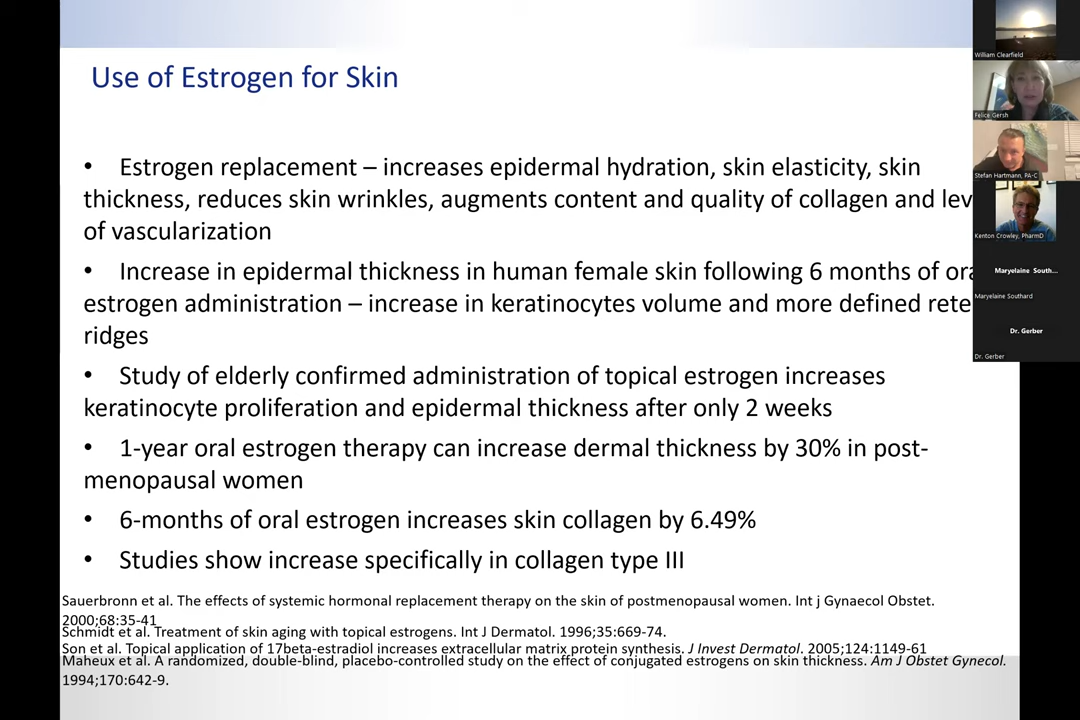 Use of Estrogen for Skin
• Estrogen replacement – increases epidermal hydration, skin elasticity, skin
thickness, reduces skin wrinkles, augments content and quality of collagen and lev
of vascularization
• Increase in epidermal thickness in human female skin following 6 months of ora
estrogen administration – increase in keratinocytes volume and more defined rete
ridges
• Study of elderly confirmed administration of topical estrogen increases
keratinocyte proliferation and epidermal thickness after only 2 weeks
• 1-year oral estrogen therapy can increase dermal thickness by 30% in post-
menopausal women
• 6-months of oral estrogen increases skin collagen by 6.49%
• Studies show increase specifically in collagen type III
Sauerbronn et al. The effects of systemic hormonal replacement therapy on the skin of postmenopausal women. Int j Gynaecol Obstet.
2000;68:35-41
Schmidt et al. Treatment of skin aging with topical estrogens. Int J Dermatol. 1996;35:669-74.
Son et al. Topical application of 17beta-estradiol increases extracellular matrix protein synthesis. J Invest Dermatol. 2005;124:1149-61
Maheux et al. A randomized, double-blind, placebo-controlled study on the effect of conjugated estrogens on skin thickness. Am J Obstet Gynecol.
1994;170:642-9.
William Clearfield
Felice Gersh
Stefan Hartmann, PA-C
Kenton Crowley, PharmD
Maryelaine South...
Maryelaine Southard
Dr. Gerber
Dr. Gerber